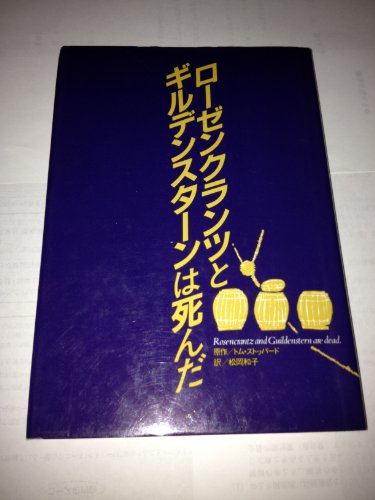 ローゼンクランツと
ギルデンスターンは死んだ
Rosencrantz and Guildenstern are dead.
原作/トム・ストッパード
訳/松岡和子